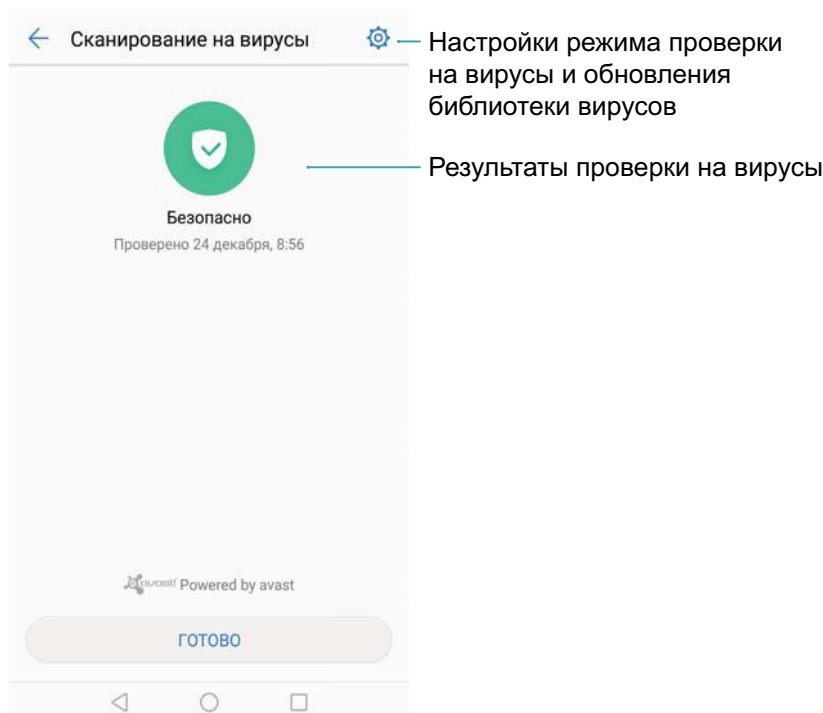 Сканирование на вирусы
Настройки режима проверки
на вирусы и обновления
библиотеки вирусов
Результаты проверки на вирусы
Безопасно
Проверено 24 декабря, 8:56
avast! Powered by avast
ГОТОВО